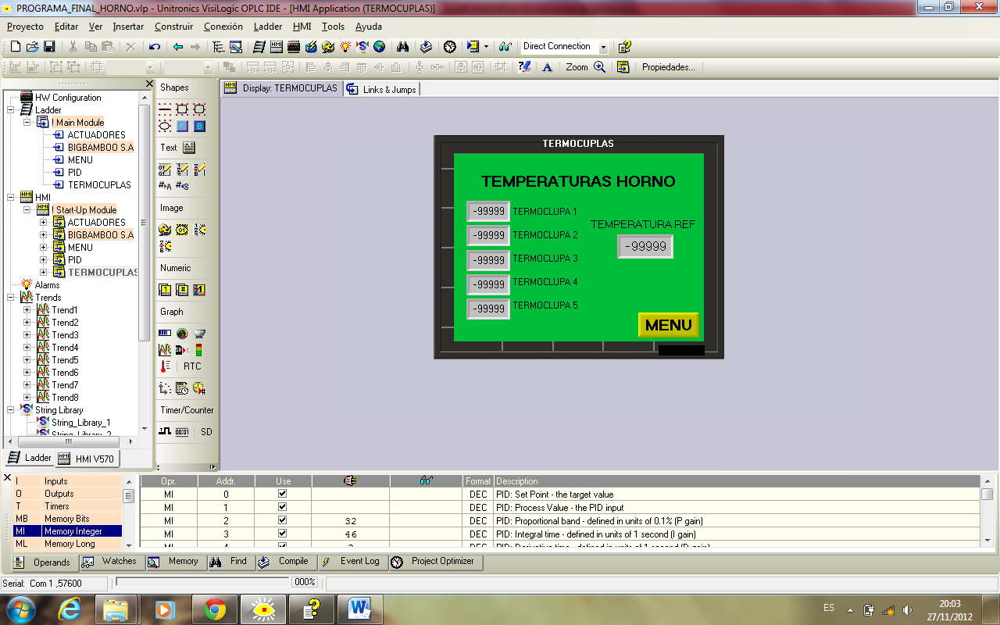 PROGRAMA_FINAL_HORNO.vlp - Unitronics VisiLogic OPLC IDE - [HMI Application (TERMOCUPLAS)]
Proyecto Editar Ver Insertar Construir Conexión Ladder HMI Tools Ayuda
Direct Connection
Zoom Propiedades...
HW Configuration
Ladder
! Main Module
ACTUADORES
BIGBAMBOO S.A
MENU
PID
TERMOCUPLAS
HMI
! Start-Up Module
ACTUADORES
BIGBAMBOO S.A
MENU
PID
TERMOCUPLAS
Alarms
Trends
Trend1
Trend2
Trend3
Trend4
Trend5
Trend6
Trend7
Trend8
String Library
String_Library_1
String_Library_2
Ladder HMI V570
Shapes
Text
Image
Numeric
Graph
RTC
Timer/Counter
SD
Display: TERMOCUPLAS Links & Jumps
TERMOCUPLAS
TEMPERATURAS HORNO
-99999 TERMOCLUPA 1
-99999 TERMOCLUPA 2
-99999 TERMOCLUPA 3
-99999 TERMOCLUPA 4
-99999 TERMOCLUPA 5
TEMPERATURA REF
-99999
MENU
I Inputs
O Outputs
T Timers
MB Memory Bits
MI Memory Integer
ML Memory Long
Opr. Addr. Use Format Description
MI 0 DEC PID: Set Point - the target value
MI 1 DEC PID: Process Value - the PID input
MI 2 32 DEC PID: Proportional band - defined in units of 0.1% (P gain)
MI 3 46 DEC PID: Integral time - defined in units of 1 second (I gain)
MI 4 DEC PID: Derivative time - defined in units of 1 second (D gain)
Operands Watches Memory Find Compile Event Log Project Optimizer
Serial: Com 1 ,57600 000%
ES 20:03
27/11/2012